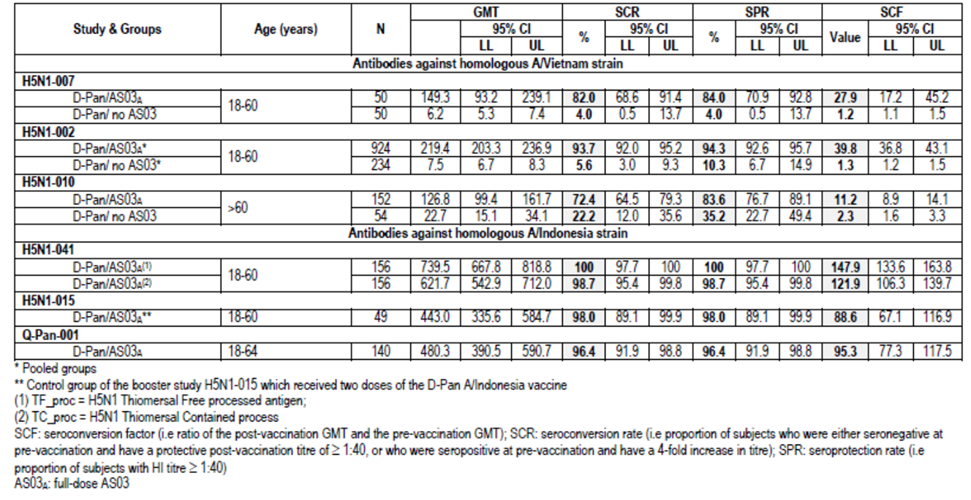 Study & Groups Age (years) N GMT SCR SPR SCF
95% CI % 95% CI % 95% CI Value 95% CI
LL UL LL UL LL UL LL UL
Antibodies against homologous A/Vietnam strain
H5N1-007
D-Pan/AS03A 18-60 50 149.3 93.2 239.1 82.0 68.6 91.4 84.0 70.9 92.8 27.9 17.2 45.2
D-Pan/ no AS03 50 6.2 5.3 7.4 4.0 0.5 13.7 4.0 0.5 13.7 1.2 1.1 1.5
H5N1-002
D-Pan/AS03A* 18-60 924 219.4 203.3 236.9 93.7 92.0 95.2 94.3 92.6 95.7 39.8 36.8 43.1
D-Pan/ no AS03* 234 7.5 6.7 8.3 5.6 3.0 9.3 10.3 6.7 14.9 1.3 1.2 1.5
H5N1-010
D-Pan/AS03A >60 152 126.8 99.4 161.7 72.4 64.5 79.3 83.6 76.7 89.1 11.2 8.9 14.1
D-Pan/ no AS03 54 22.7 15.1 34.1 22.2 12.0 35.6 35.2 22.7 49.4 2.3 1.6 3.3
Antibodies against homologous A/Indonesia strain
H5N1-041
D-Pan/AS03A(1) 18-60 156 739.5 667.8 818.8 100 97.7 100 100 97.7 100 147.9 133.6 163.8
D-Pan/AS03A(2) 156 621.7 542.9 712.0 98.7 95.4 99.8 98.7 95.4 99.8 121.9 106.3 139.7
H5N1-015
D-Pan/AS03A** 18-60 49 443.0 335.6 584.7 98.0 89.1 99.9 98.0 89.1 99.9 88.6 67.1 116.9
Q-Pan-001
D-Pan/AS03A 18-64 140 480.3 390.5 590.7 96.4 91.9 98.8 96.4 91.9 98.8 95.3 77.3 117.5
* Pooled groups
** Control group of the booster study H5N1-015 which received two doses of the D-Pan A/Indonesia vaccine
(1) TF_proc = H5N1 Thiomersal Free processed antigen;
(2) TC_proc = H5N1 Thiomersal Contained process
SCF: seroconversion factor (i.e ratio of the post-vaccination GMT and the pre-vaccination GMT); SCR: seroconversion rate (i.e proportion of subjects who were either seronegative at
pre-vaccination and have a protective post-vaccination titre of ≥ 1:40, or who were seropositive at pre-vaccination and have a 4-fold increase in titre); SPR: seroprotection rate (i.e
proportion of subjects with HI titre ≥ 1:40)
AS03A: full-dose AS03